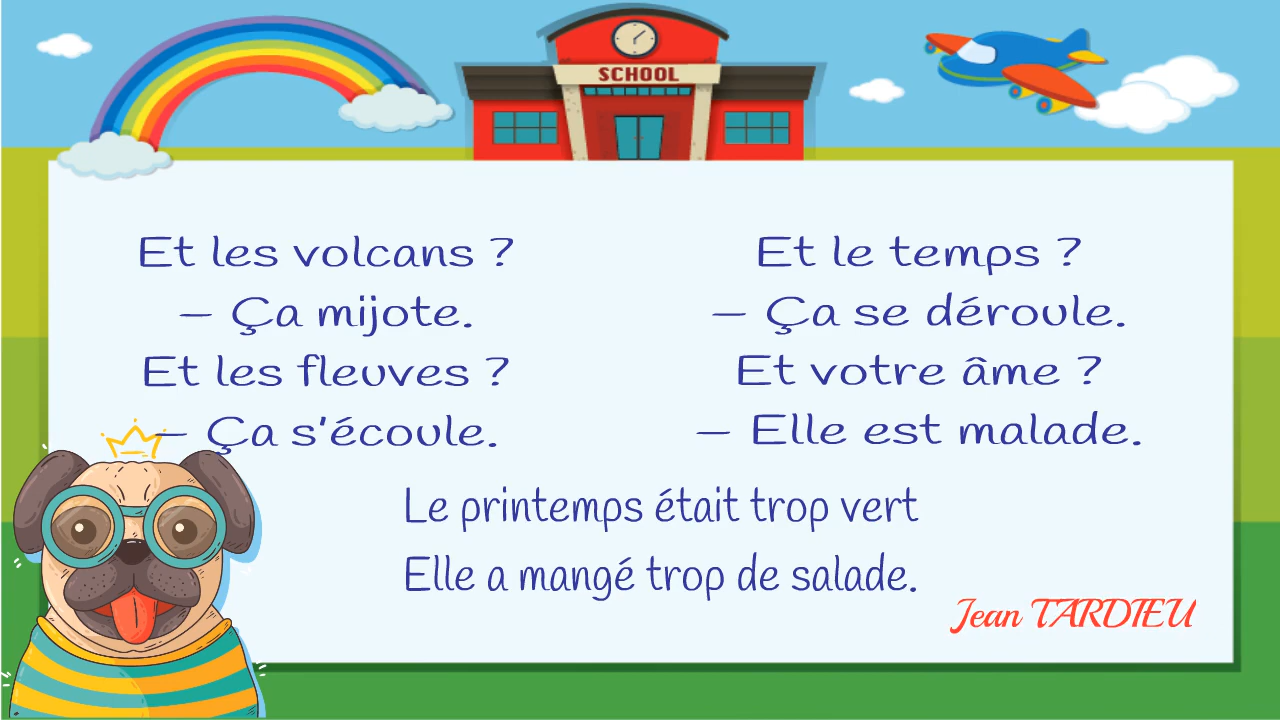 SCHOOL
Et les volcans ?
– Ça mijote.
Et les fleuves ?
– Ça s'écoule.
Et le temps ?
– Ça se déroule.
Et votre âme ?
– Elle est malade.
Le printemps était trop vert
Elle a mangé trop de salade.
Jean TARDIEU